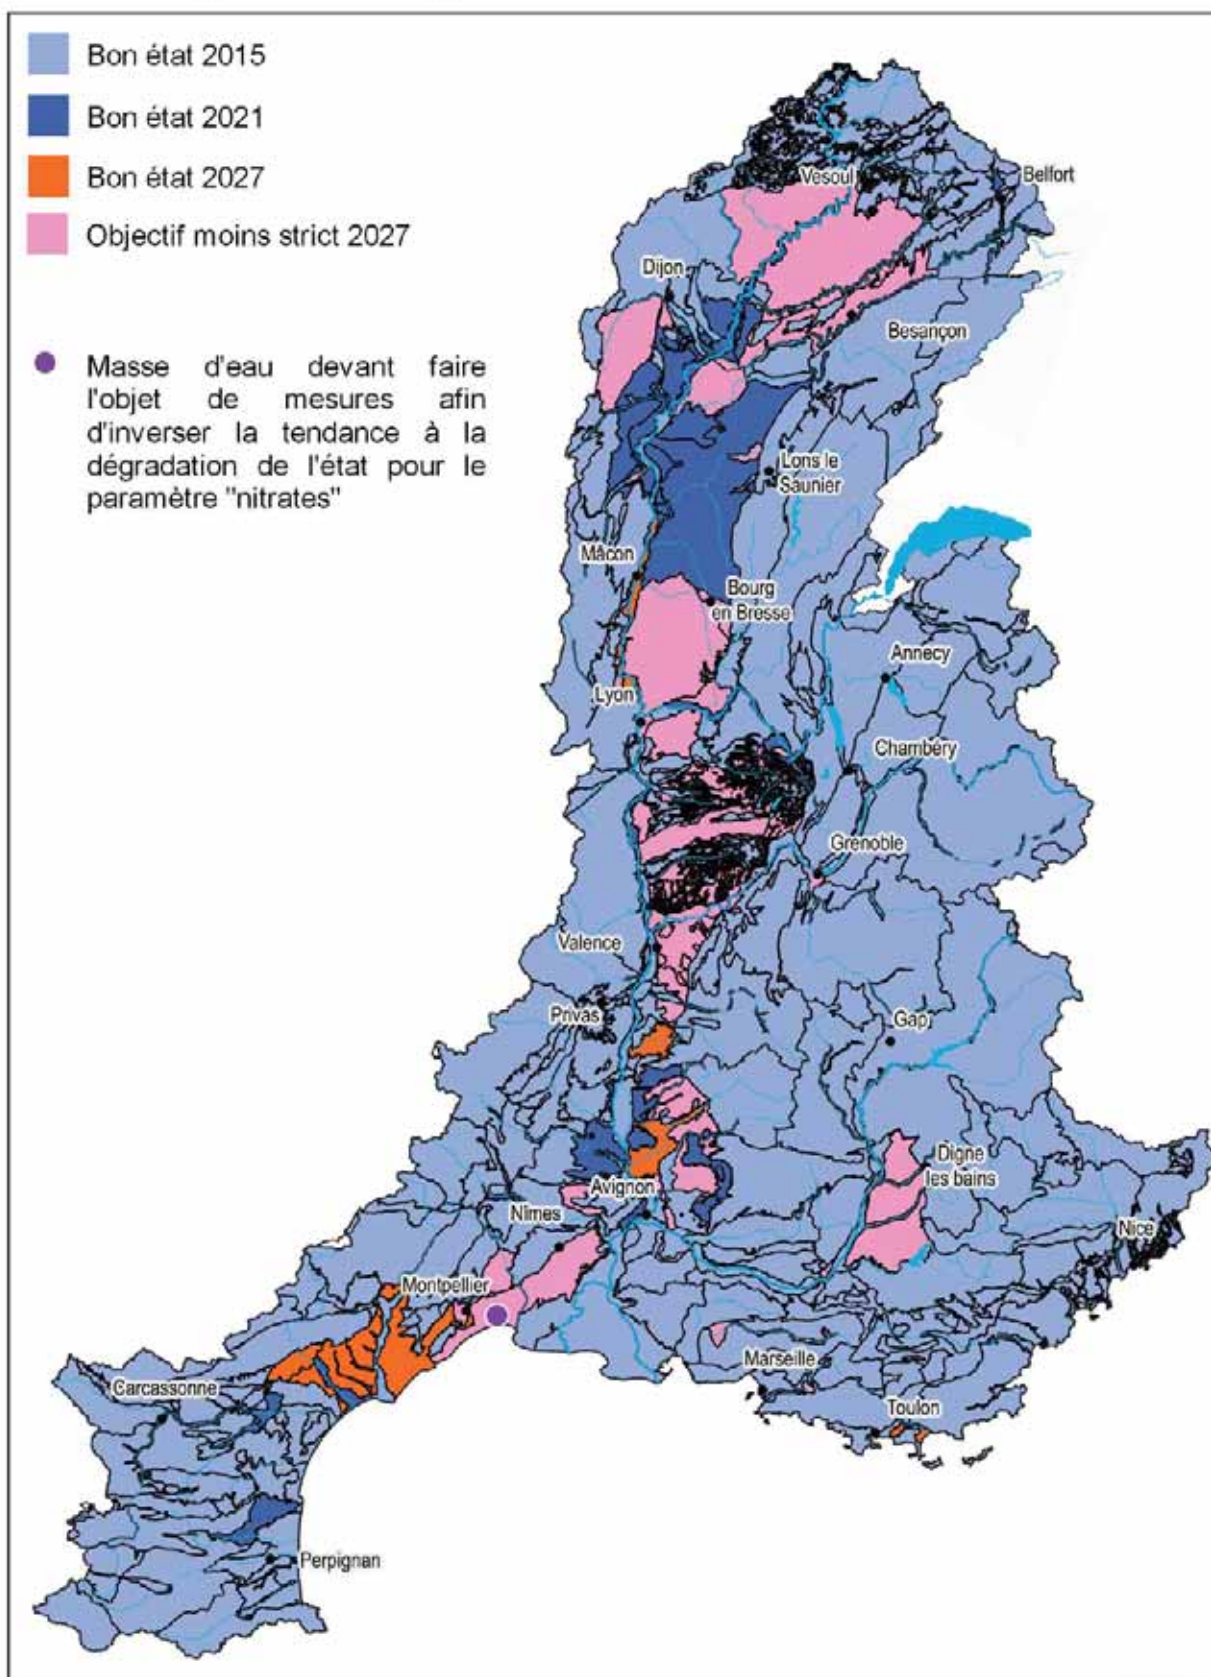 Bon état 2015
Bon état 2021
Bon état 2027
Objectif moins strict 2027
Masse d'eau devant faire
l'objet de mesures afin
d'inverser la tendance à la
dégradation de l'état pour le
paramètre "nitrates"
Vesoul
Belfort
Dijon
Besançon
Lons le
Saunier
Mâcon
Bourg
en Bresse
Annecy
Lyon
Chambéry
Grenoble
Valence
Privas
Gap
Digne
les bains
Avignon
Nîmes
Nice
Montpellier
Marseille
Carcassonne
Toulon
Perpignan